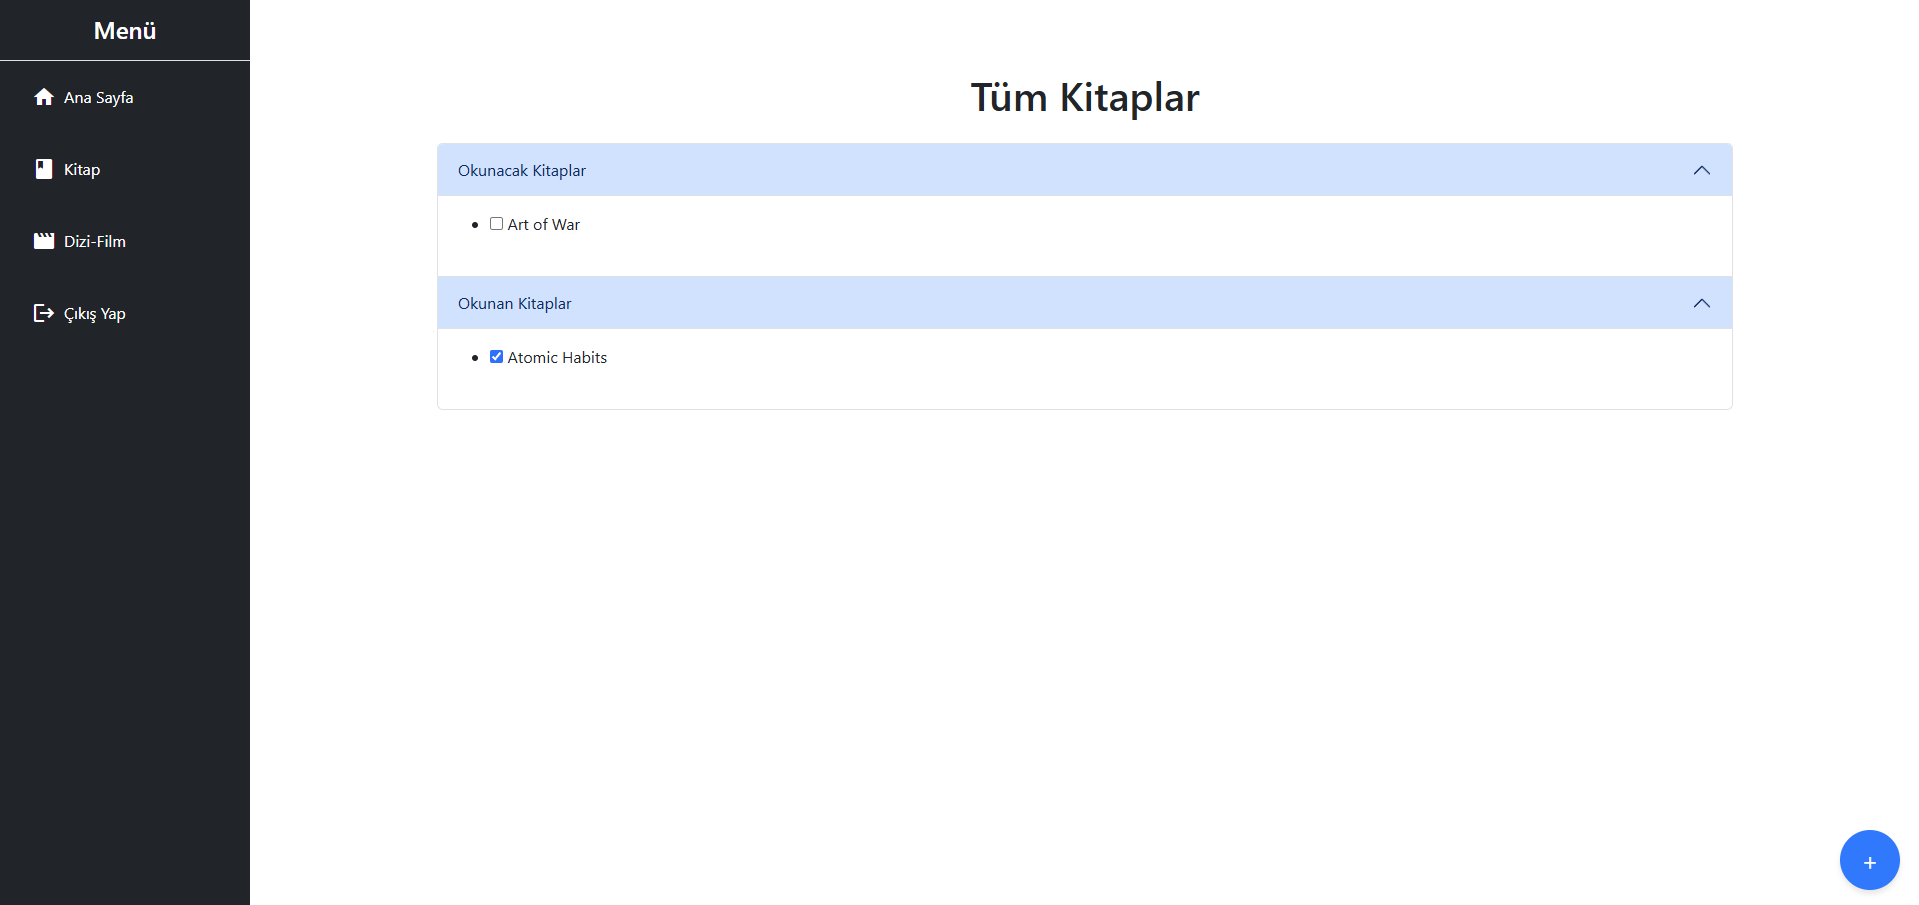 Menü
Ana Sayfa
Kitap
Dizi-Film
Çıkış Yap
Tüm Kitaplar
Okunacak Kitaplar
Art of War
Okunan Kitaplar
Atomic Habits
+